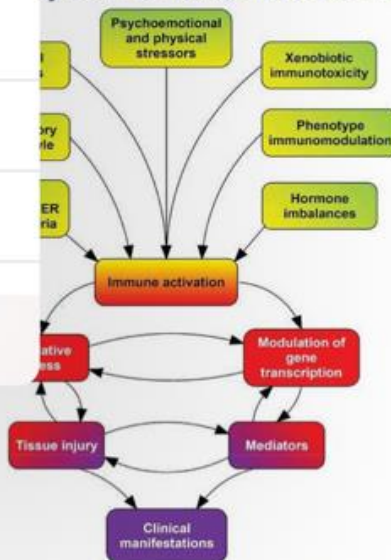 Psychoemotional
and physical
stressors
Xenobiotic
immunotoxicity
Phenotype
immunomodulation
ER
Hormone
imbalances
Immune activation
Modulation of
gene
transcription
Tissue injury
Mediators
Clinical
manifestations